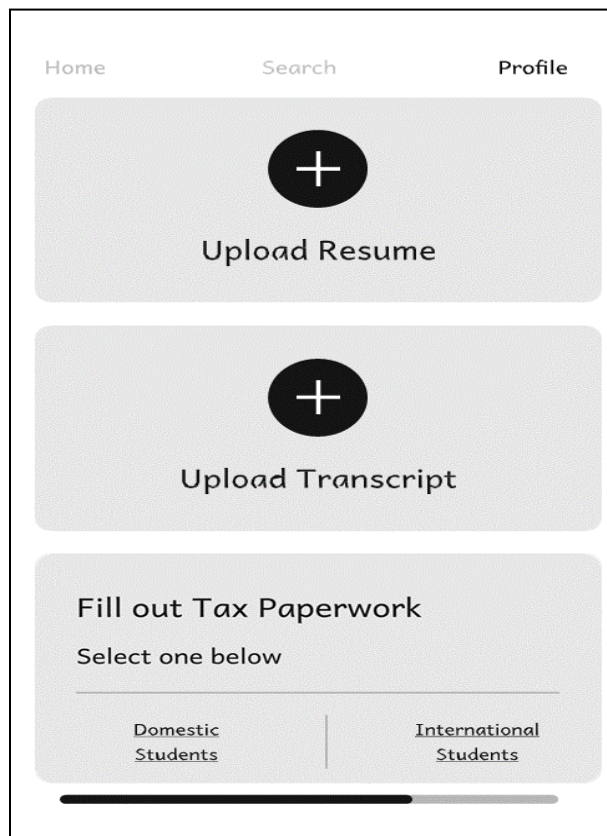 Home Search Profile
Upload Resume
Upload Transcript
Fill out Tax Paperwork
Select one below
Domestic
Students
International
Students